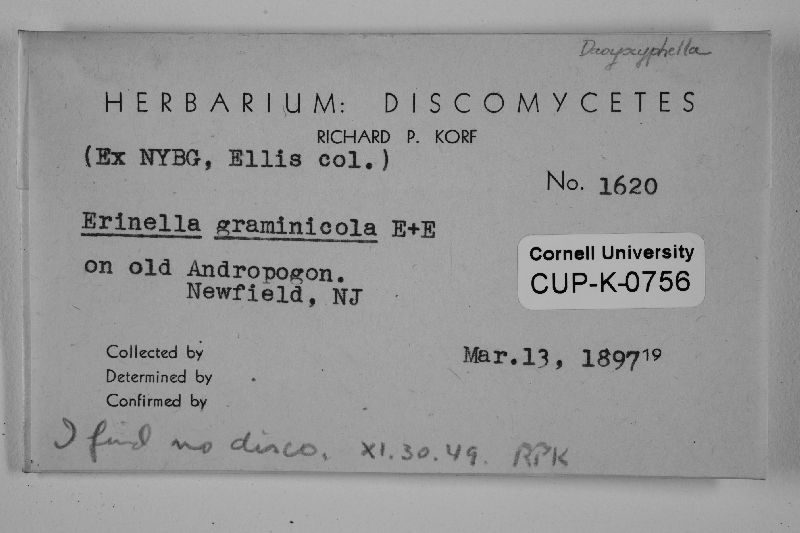 HERBARIUM: DISCOMYCETES
RICHARD P. KORF
(Ex NYBG, Ellis col.)
No. 1620
Erinella graminicola E+E
on old Andropogon.
Newfield, NJ
Cornell University
CUP-K-0756
Collected by
Mar.13, 1897 19
Determined by
Confirmed by
I find no disco. XI.30.49. RPK